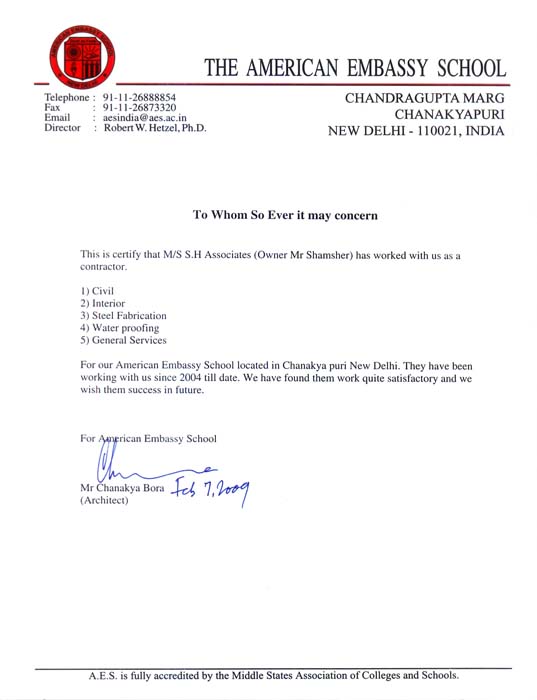 AMERICAN EMBASSY SCHOOL
NEW DELHI
THE AMERICAN EMBASSY SCHOOL
Telephone : 91-11-26888854
Fax : 91-11-26873320
Email : aesindia@aes.ac.in
Director : Robert W. Hetzel, Ph.D.
CHANDRAGUPTA MARG
CHANAKYAPURI
NEW DELHI - 110021, INDIA
To Whom So Ever it may concern
This is certify that M/S S.H Associates (Owner Mr Shamsher) has worked with us as a
contractor.
1) Civil
2) Interior
3) Steel Fabrication
4) Water proofing
5) General Services
For our American Embassy School located in Chanakya puri New Delhi. They have been
working with us since 2004 till date. We have found them work quite satisfactory and we
wish them success in future.
For American Embassy School
Mr Chanakya Bora Feb 7, 2009
(Architect)
A.E.S. is fully accredited by the Middle States Association of Colleges and Schools.